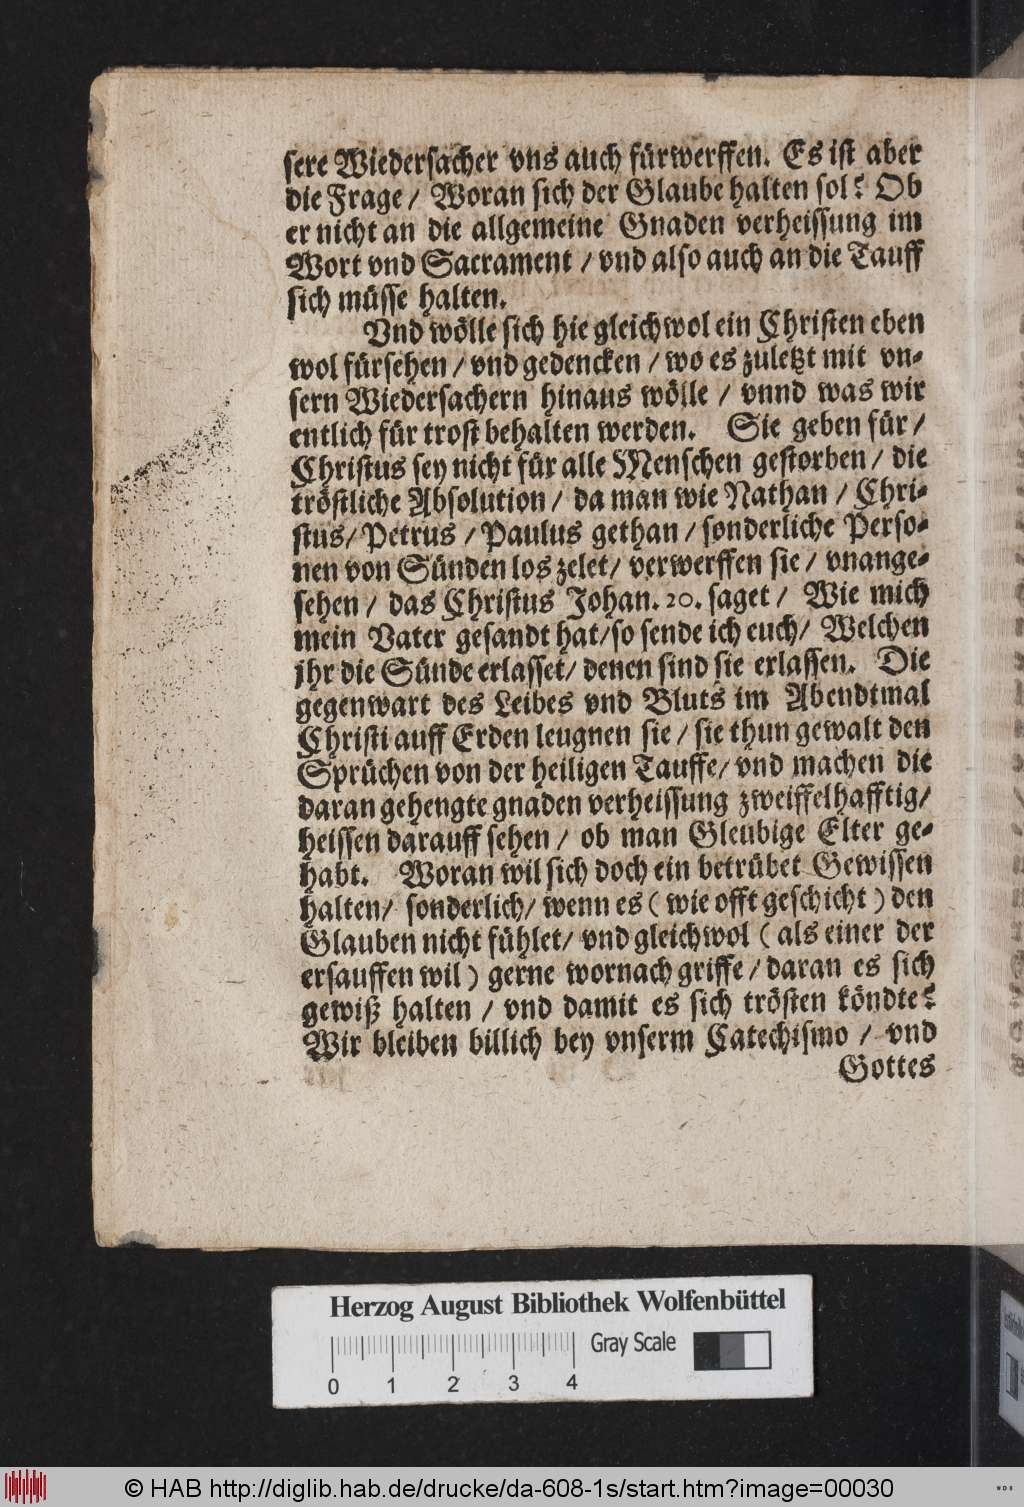 sere Wiedersacher vns auch fürwerffen. Es ist aber
die Frage / Woran sich der Glaube halten sol? Ob
er nicht an die allgemeine Gnaden verheissung im
Wort vnd Sacrament / vnd also auch an die Tauff
sich müsse halten.
Vnd wölle sich hie gleichwol ein Christen eben
wol fürsehen / vnd gedencken / wo es zuletzt mit vn-
sern Wiedersachern hinaus wölle / vnnd was wir
entlich für trost behalten werden. Sie geben für /
Christus sey nicht für alle Menschen gestorben / die
tröstliche Absolution / da man wie Nathan / Chri-
stus / Petrus / Paulus gethan / sonderliche Perso-
nen von Sünden los zelet / verwerffen sie / vnange-
sehen / das Christus Johan. 20. saget / Wie mich
mein Vater gesandt hat / so sende ich euch / Welchen
jhr die Sünde erlasset / denen sind sie erlassen. Die
gegenwart des Leibes vnd Bluts im Abendtmal
Christi auff Erden leugnen sie / sie thun gewalt den
Sprüchen von der heiligen Tauffe / vnd machen die
daran gehengte gnaden verheissung zweiffelhafftig /
heissen darauff sehen / ob man Gleubige Elter ge-
habt. Woran wil sich doch ein betrübet Gewissen
halten / sonderlich / wenn es ( wie offt geschicht ) den
Glauben nicht fühlet / vnd gleichwol ( als einer der
ersauffen wil ) gerne wornach griffe / daran es sich
gewiß halten / vnd damit es sich trösten köndte?
Wir bleiben billich bey vnserm Catechismo / vnd
Gottes
Herzog August Bibliothek Wolfenbüttel
Gray Scale
0 1 2 3 4
© HAB http://diglib.hab.de/drucke/da-608-1s/start.htm?image=00030